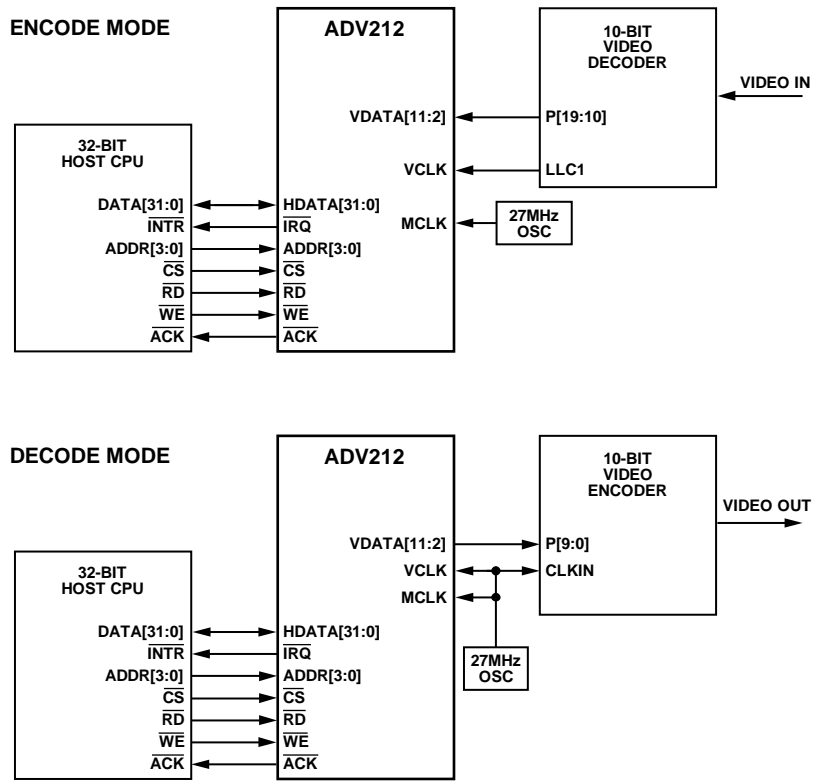 ENCODE MODE
ADV212
10-BIT
VIDEO
DECODER
VIDEO IN
VDATA[11:2]
P[19:10]
32-BIT
HOST CPU
VCLK
LLC1
DATA[31:0]
HDATA[31:0]
MCLK
27MHz
OSC
INTR
IRQ
ADDR[3:0]
ADDR[3:0]
CS
CS
RD
RD
WE
WE
ACK
ACK
DECODE MODE
ADV212
10-BIT
VIDEO
ENCODER
VIDEO OUT
VDATA[11:2]
P[9:0]
VCLK
CLKIN
32-BIT
HOST CPU
MCLK
DATA[31:0]
HDATA[31:0]
INTR
IRQ
27MHz
OSC
ADDR[3:0]
ADDR[3:0]
CS
CS
RD
RD
WE
WE
ACK
ACK